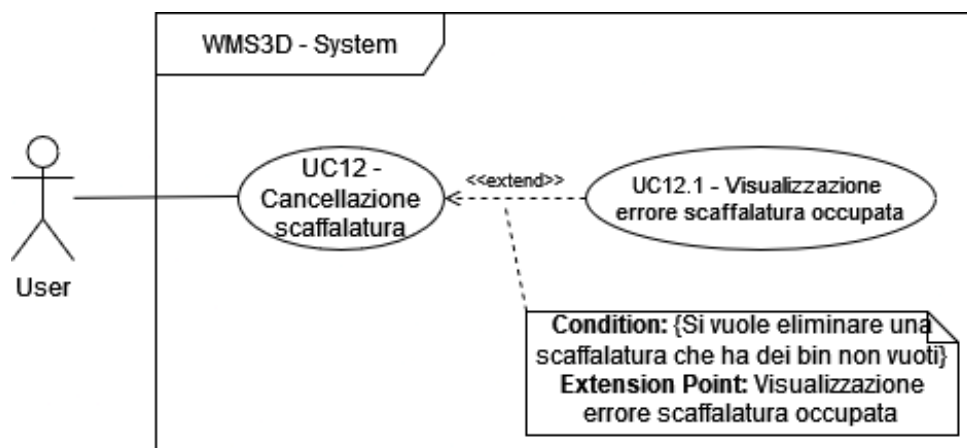 WMS3D - System
User
UC12 -
Cancellazione
scaffalatura
<<extend>>
UC12.1 - Visualizzazione
errore scaffalatura occupata
Condition: {Si vuole eliminare una
scaffalatura che ha dei bin non vuoti}
Extension Point: Visualizzazione
errore scaffalatura occupata